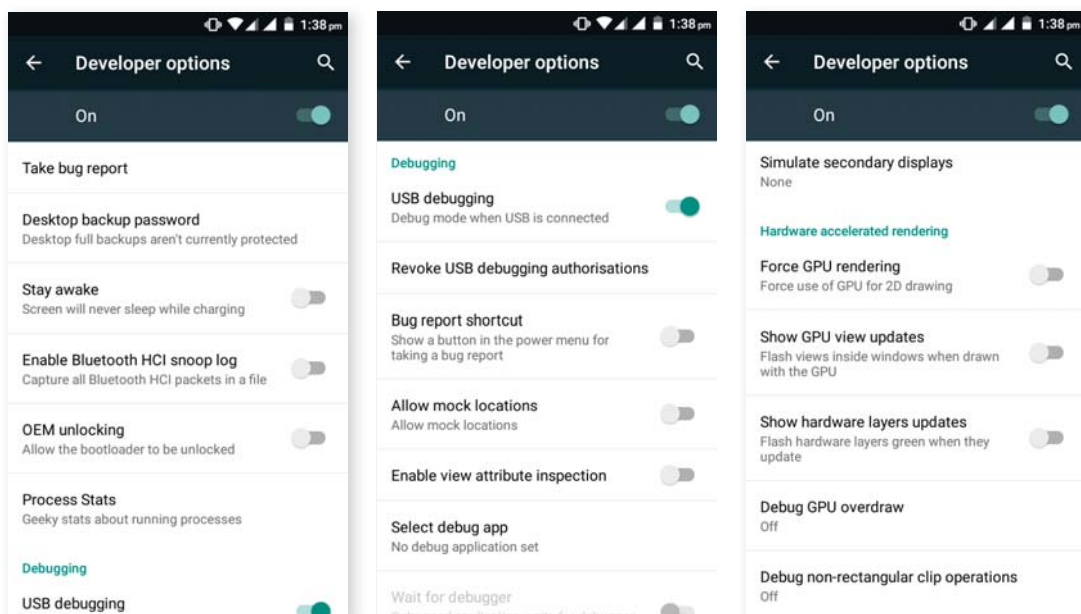 1:38 pm
Developer options
On
Take bug report
Desktop backup password
Desktop full backups aren't currently protected
Stay awake
Screen will never sleep while charging
Enable Bluetooth HCI snoop log
Capture all Bluetooth HCI packets in a file
OEM unlocking
Allow the bootloader to be unlocked
Process Stats
Geeky stats about running processes
Debugging
USB debugging
1:38 pm
Developer options
On
Debugging
USB debugging
Debug mode when USB is connected
Revoke USB debugging authorisations
Bug report shortcut
Show a button in the power menu for
taking a bug report
Allow mock locations
Allow mock locations
Enable view attribute inspection
Select debug app
No debug application set
Wait for debugger
1:38 pm
Developer options
On
Simulate secondary displays
None
Hardware accelerated rendering
Force GPU rendering
Force use of GPU for 2D drawing
Show GPU view updates
Flash views inside windows when drawn
with the GPU
Show hardware layers updates
Flash hardware layers green when they
update
Debug GPU overdraw
Off
Debug non-rectangular clip operations
Off